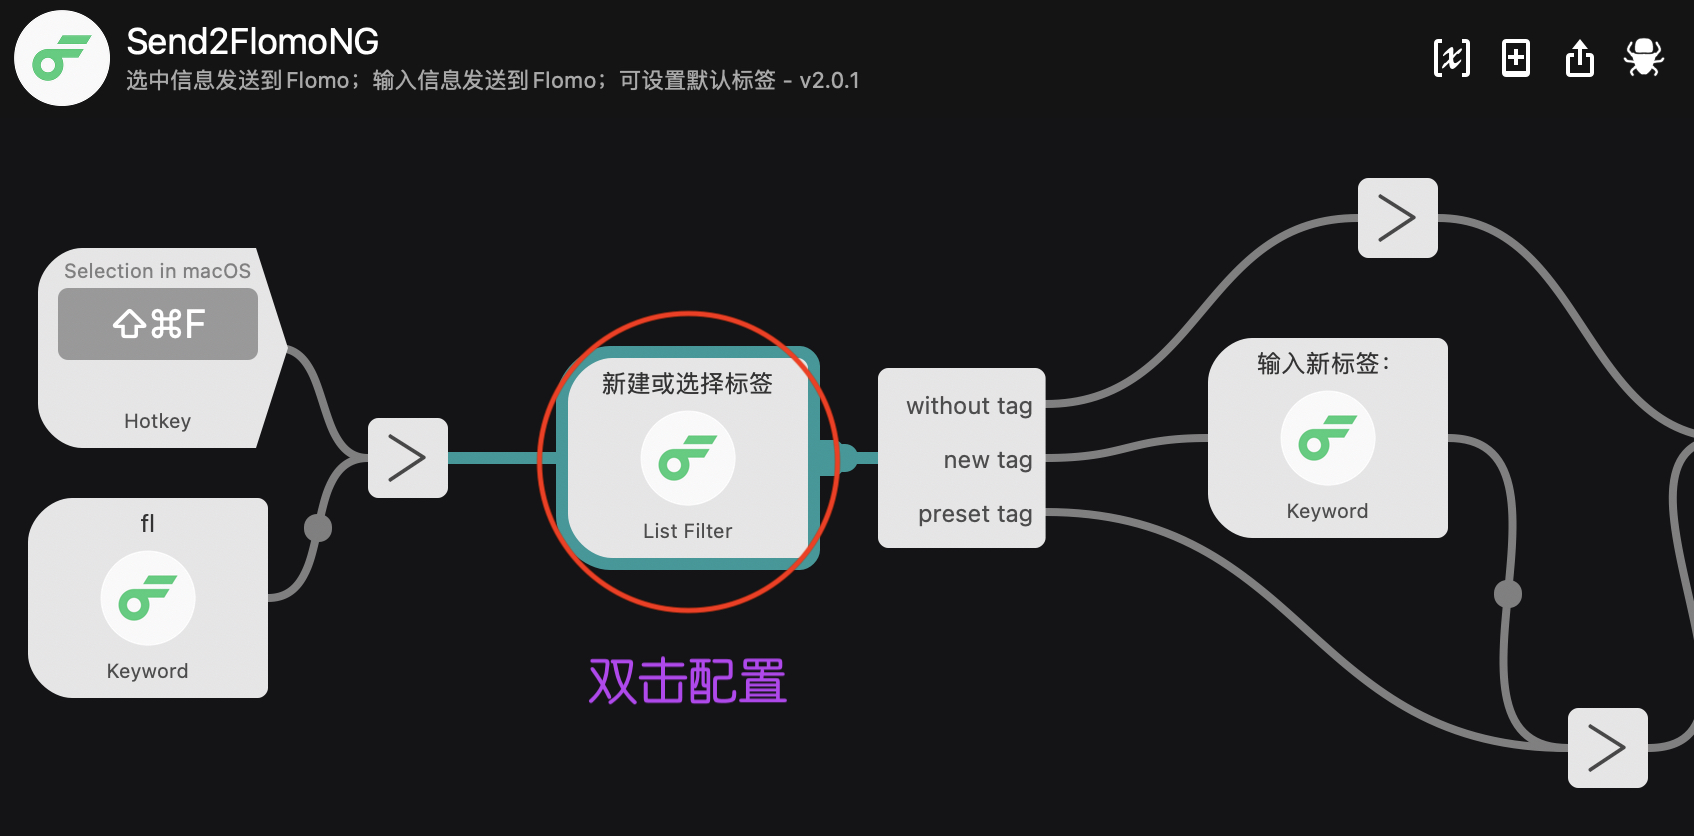 Send2FlomoNG
选中信息发送到 Flomo；输入信息发送到 Flomo；可设置默认标签 - v2.0.1
Selection in macOS
⇧⌘F
Hotkey
fl
Keyword
新建或选择标签
List Filter
双击配置
without tag
new tag
preset tag
输入新标签：
Keyword